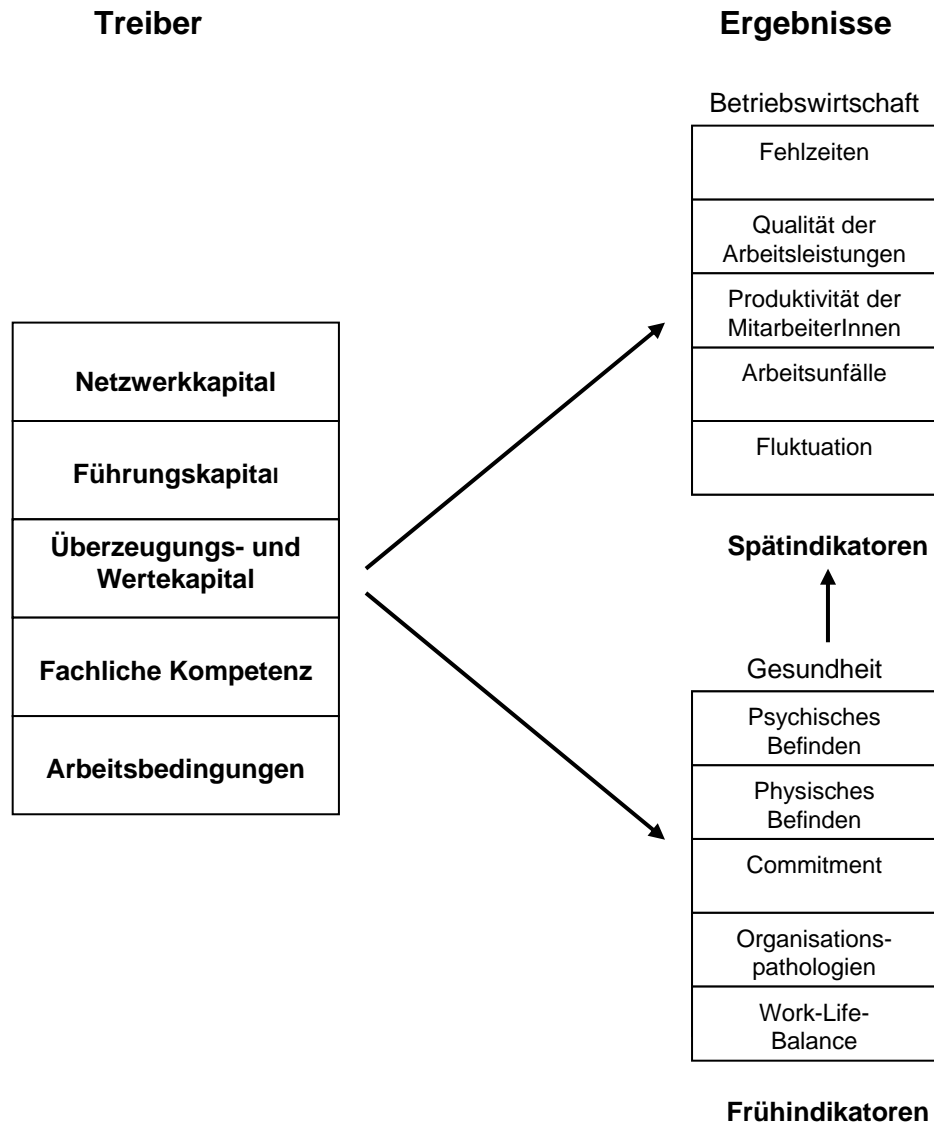 Treiber
Ergebnisse
Betriebswirtschaft
Fehlzeiten
Qualität der
Arbeitsleistungen
Produktivität der
MitarbeiterInnen
Arbeitsunfälle
Fluktuation
Spätindikatoren
Netzwerkkapital
Führungskapital
Überzeugungs- und
Wertekapital
Fachliche Kompetenz
Arbeitsbedingungen
Gesundheit
Psychisches
Befinden
Physisches
Befinden
Commitment
Organisations-
pathologien
Work-Life-
Balance
Frühindikatoren